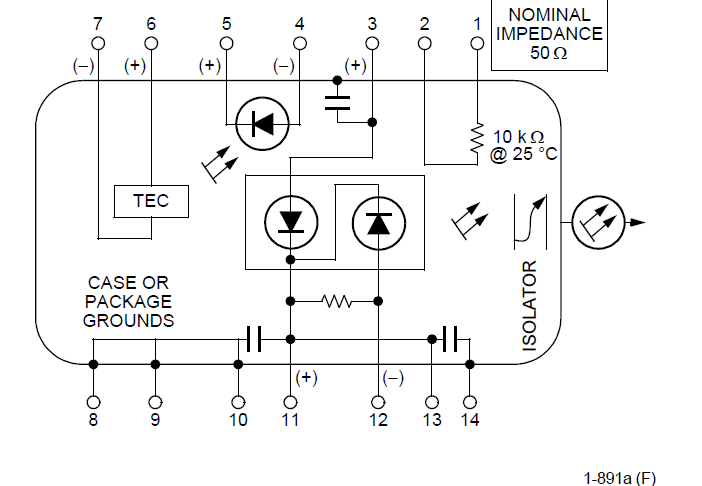 NOMINAL
IMPEDANCE
50 Ω
7 6 5 4 3 2 1
(–) (+) (+) (–) (+)
10 kΩ
@ 25 °C
TEC
ISOLATOR
CASE OR
PACKAGE
GROUNDS
(+) (–)
8 9 10 11 12 13 14
1-891a (F)